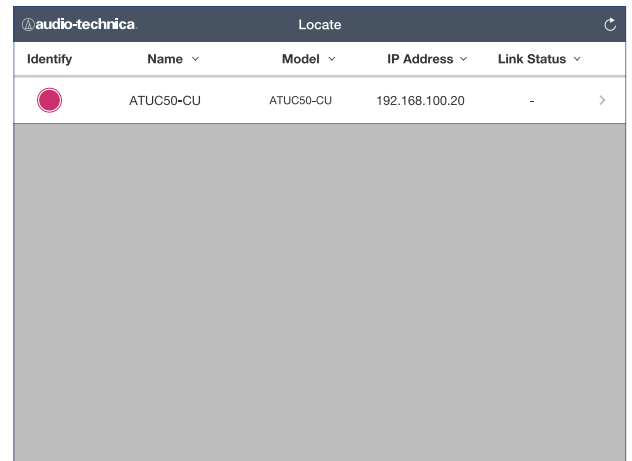 audio-technica. Locate
Identify Name Model IP Address Link Status
ATUC50-CU ATUC50-CU 192.168.100.20 -